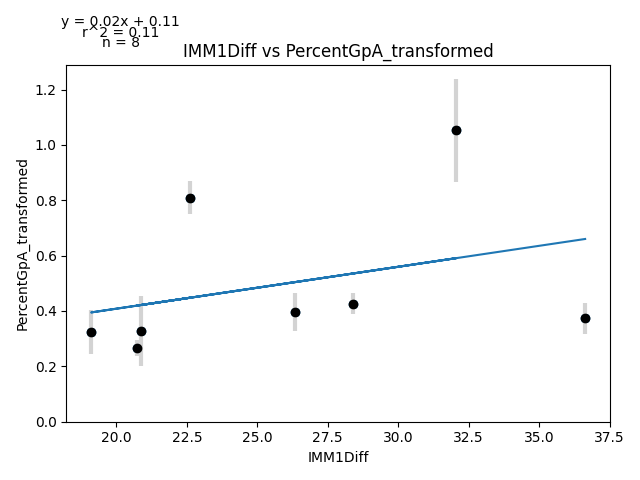 y = 0.02x + 0.11
r^2 = 0.11
n = 8
IMM1Diff vs PercentGpA_transformed
1.2
1.0
0.8
0.6
0.4
0.2
0.0
PercentGpA_transformed
20.0 22.5 25.0 27.5 30.0 32.5 35.0 37.5
IMM1Diff